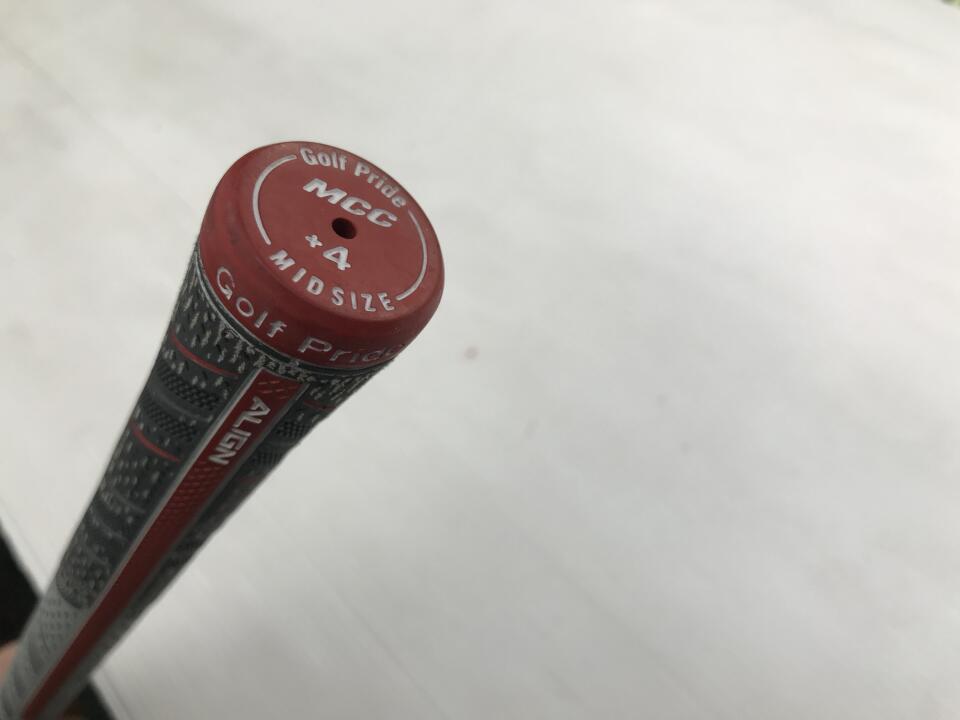 Golf Pride
MCC
+4
MIDSIZE
Golf Pride
ALIGN